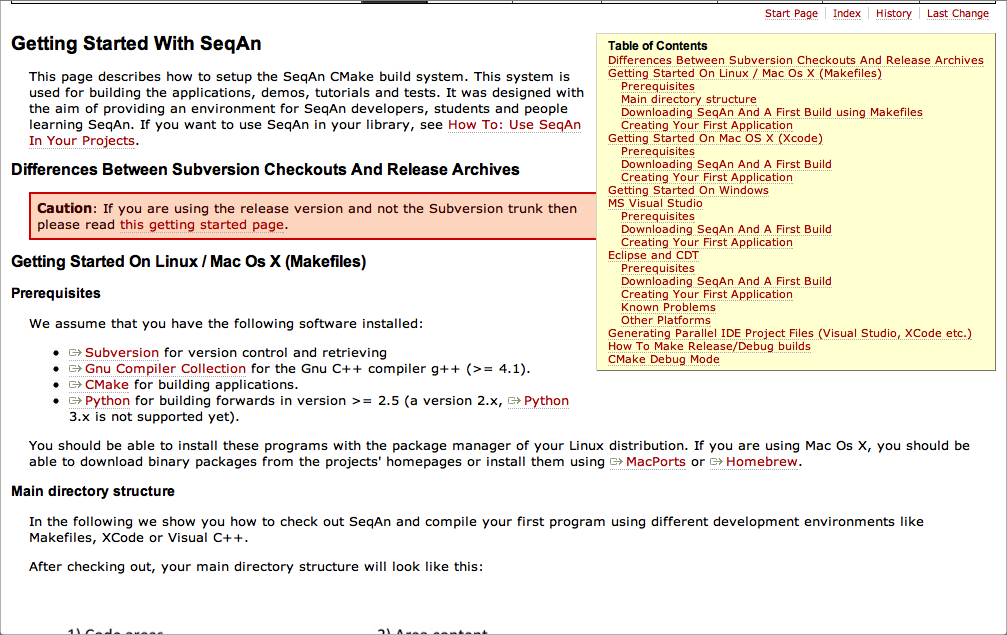 Start Page Index History Last Change
Getting Started With SeqAn
This page describes how to setup the SeqAn CMake build system. This system is
used for building the applications, demos, tutorials and tests. It was designed with
the aim of providing an environment for SeqAn developers, students and people
learning SeqAn. If you want to use SeqAn in your library, see How To: Use SeqAn
In Your Projects.
Table of Contents
Differences Between Subversion Checkouts And Release Archives
Getting Started On Linux / Mac Os X (Makefiles)
Prerequisites
Main directory structure
Downloading SeqAn And A First Build using Makefiles
Creating Your First Application
Getting Started On Mac OS X (Xcode)
Prerequisites
Downloading SeqAn And A First Build
Creating Your First Application
Getting Started On Windows
MS Visual Studio
Prerequisites
Downloading SeqAn And A First Build
Creating Your First Application
Eclipse and CDT
Prerequisites
Downloading SeqAn And A First Build
Creating Your First Application
Known Problems
Other Platforms
Generating Parallel IDE Project Files (Visual Studio, XCode etc.)
How To Make Release/Debug builds
CMake Debug Mode
Differences Between Subversion Checkouts And Release Archives
Caution: If you are using the release version and not the Subversion trunk then
please read this getting started page.
Getting Started On Linux / Mac Os X (Makefiles)
Prerequisites
We assume that you have the following software installed:
• Subversion for version control and retrieving
• Gnu Compiler Collection for the Gnu C++ compiler g++ (>= 4.1).
• CMake for building applications.
• Python for building forwards in version >= 2.5 (a version 2.x, Python
3.x is not supported yet).
You should be able to install these programs with the package manager of your Linux distribution. If you are using Mac Os X, you should be
able to download binary packages from the projects' homepages or install them using MacPorts or Homebrew.
Main directory structure
In the following we show you how to check out SeqAn and compile your first program using different development environments like
Makefiles, XCode or Visual C++.
After checking out, your main directory structure will look like this:
1) Code areas 2) Area content